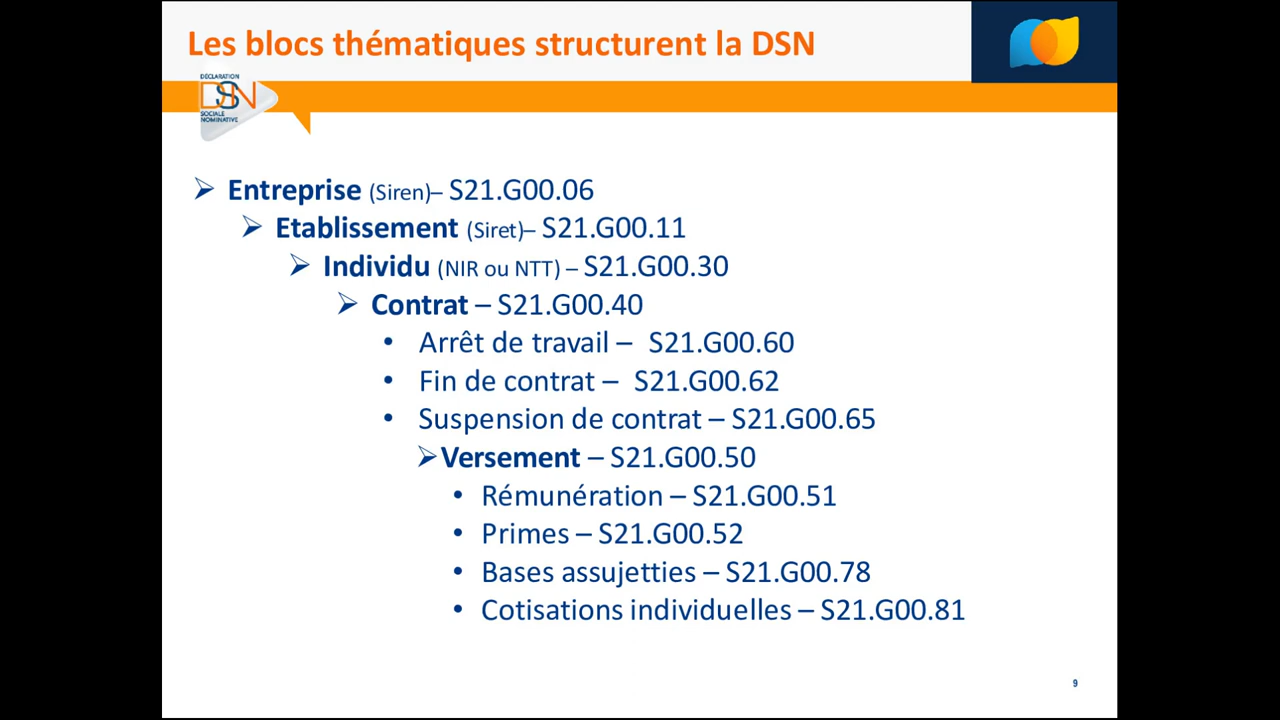 Les blocs thématiques structurent la DSN
DÉCLARATION
DSN
SOCIALE
NOMINATIVE
➢ Entreprise (Siren)– S21.G00.06
➢ Etablissement (Siret)– S21.G00.11
➢ Individu (NIR ou NTT) – S21.G00.30
➢ Contrat – S21.G00.40
• Arrêt de travail – S21.G00.60
• Fin de contrat – S21.G00.62
• Suspension de contrat – S21.G00.65
➢Versement – S21.G00.50
• Rémunération – S21.G00.51
• Primes – S21.G00.52
• Bases assujetties – S21.G00.78
• Cotisations individuelles – S21.G00.81
9